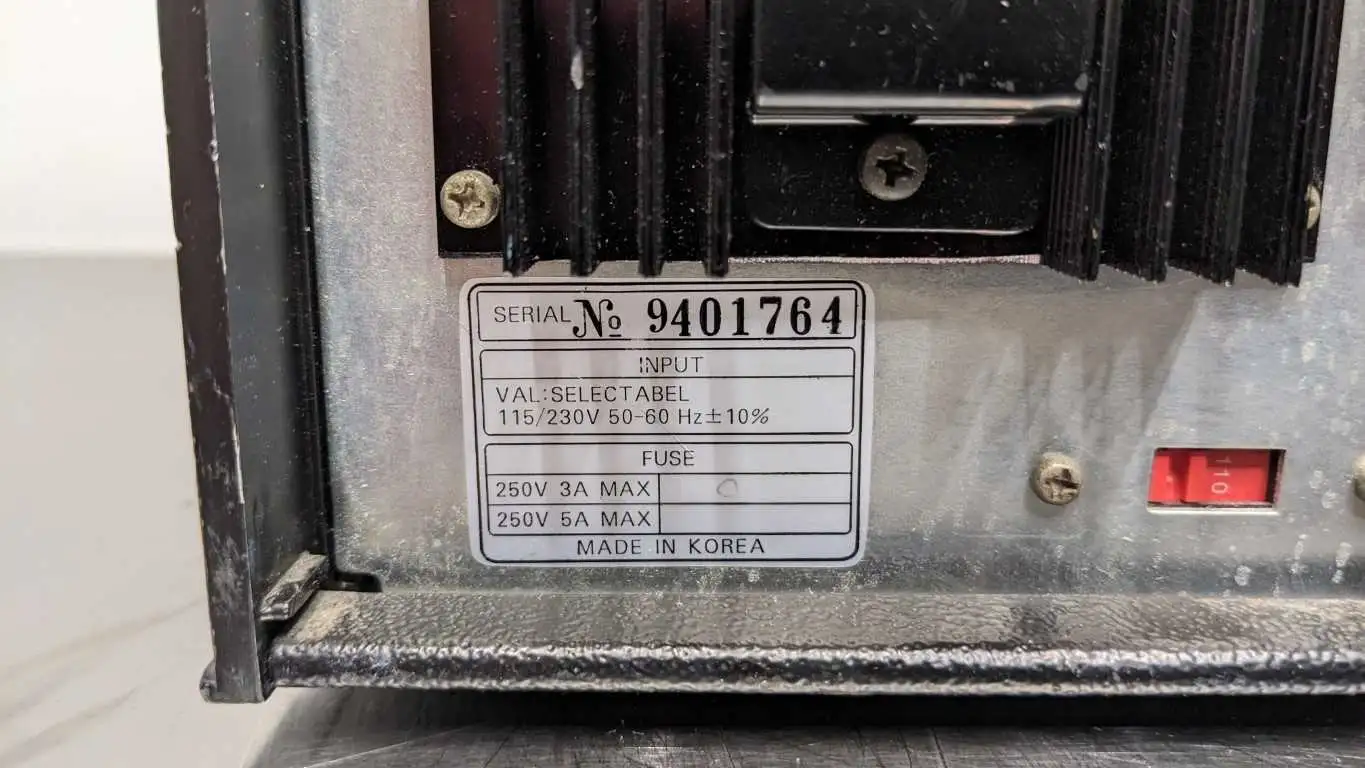 SERIAL № 9401764
INPUT
VAL:SELECTABEL
115/230V 50-60 Hz±10%
FUSE
250V 3A MAX
250V 5A MAX
MADE IN KOREA
110